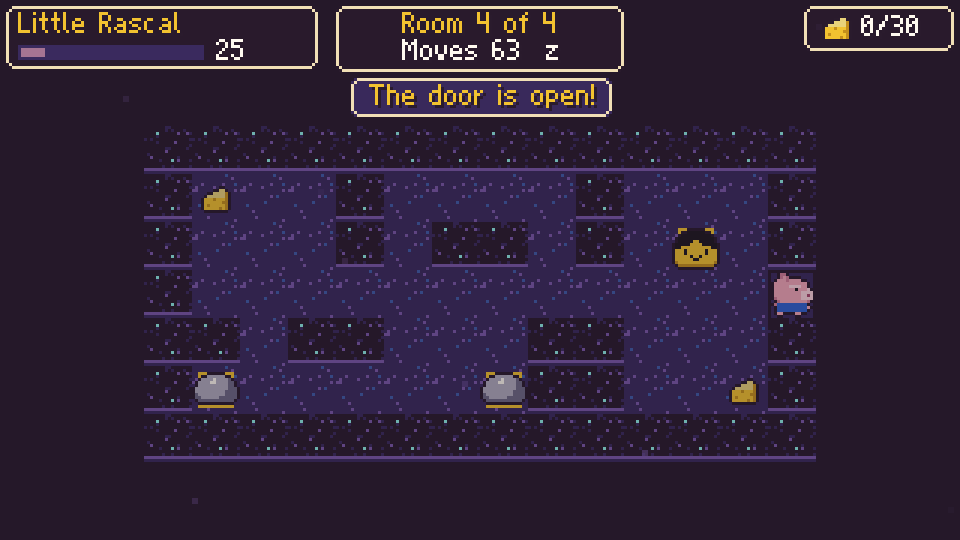 Little Rascal
25
Room 4 of 4
Moves 63 z
0/30
The door is open!